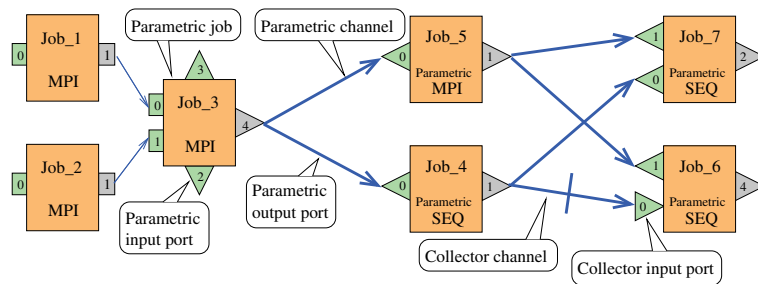 Parametric job
Parametric channel
Job_1
0
1
MPI
3
Job_3
0
1
MPI
4
2
Job_5
0
1
Parametric
MPI
Job_7
1
0
2
Parametric
SEQ
Job_2
0
1
MPI
Parametric
input port
Parametric
output port
Job_4
0
1
Parametric
SEQ
Job_6
1
0
4
Parametric
SEQ
Collector channel
Collector input port